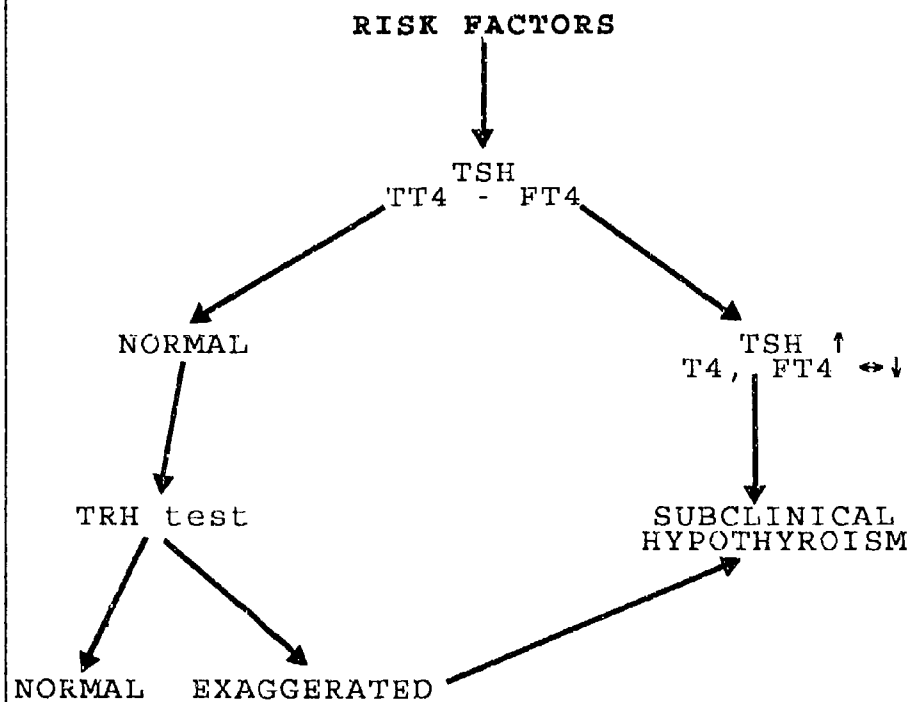 RISK FACTORS
TSH
TT4 - FT4
NORMAL
TSH ↑
T4, FT4 ↔↓
TRH test
SUBCLINICAL
HYPOTHYROISM
NORMAL EXAGGERATED